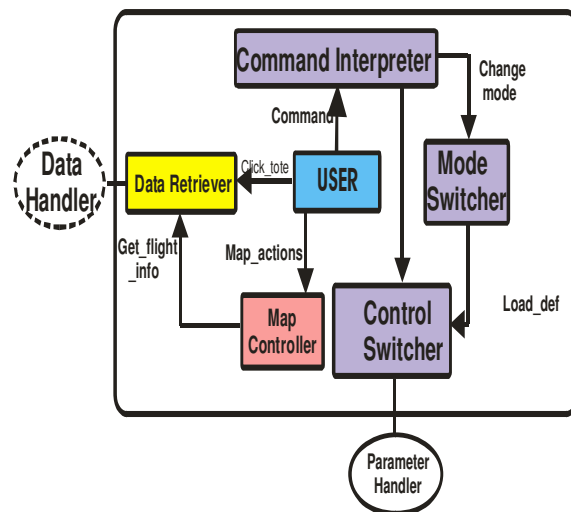 Command Interpreter
Change
mode
Command
Data
Handler
Data Retriever
Click_tote
USER
Mode
Switcher
Get_flight
_info
Map_actions
Map
Controller
Control
Switcher
Load_def
Parameter
Handler